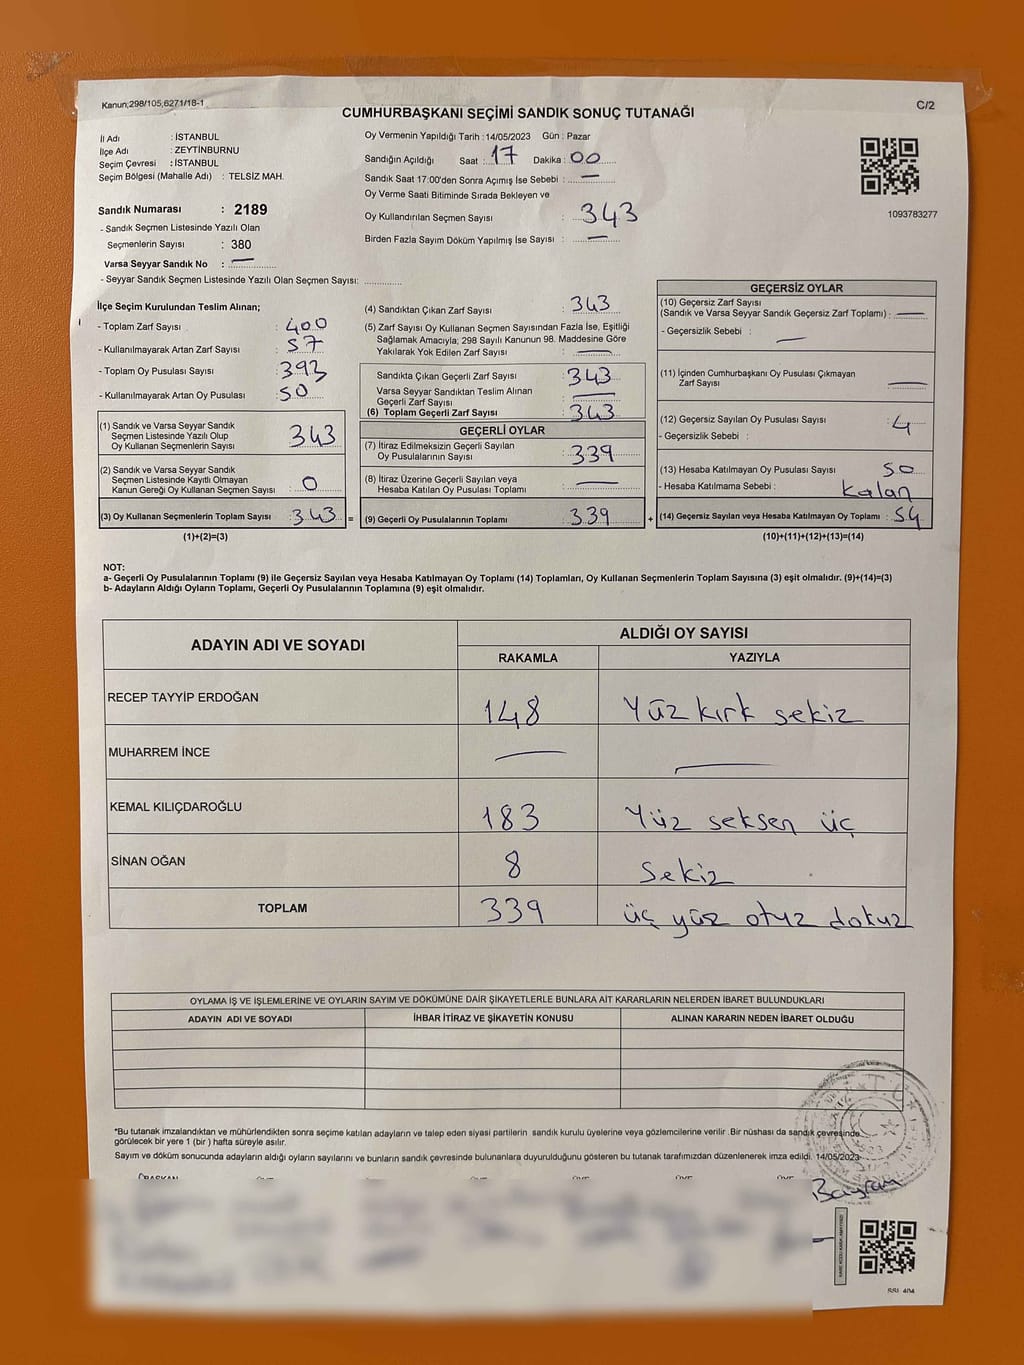 Kanun;298/105,6271/18-1
C/2
CUMHURBAŞKANI SEÇİMİ SANDIK SONUÇ TUTANAĞI
İl Adı : İSTANBUL
İlçe Adı : ZEYTİNBURNU
Seçim Çevresi : İSTANBUL
Seçim Bölgesi (Mahalle Adı) : TELSİZ MAH.
Sandık Numarası : 2189
- Sandık Seçmen Listesinde Yazılı Olan
Seçmenlerin Sayısı : 380
Varsa Seyyar Sandık No : —
- Seyyar Sandık Seçmen Listesinde Yazılı Olan Seçmen Sayısı:
Oy Vermenin Yapıldığı Tarih : 14/05/2023 Gün : Pazar
Sandığın Açıldığı Saat : 17 Dakika : 00
Sandık Saat 17:00'den Sonra Açımış İse Sebebi : —
Oy Verme Saati Bitiminde Sırada Bekleyen ve
Oy Kullandırılan Seçmen Sayısı : 343
Birden Fazla Sayım Döküm Yapılmış İse Sayısı : —
1093783277
İlçe Seçim Kurulundan Teslim Alınan;
- Toplam Zarf Sayısı : 400
- Kullanılmayarak Artan Zarf Sayısı : 57
- Toplam Oy Pusulası Sayısı : 393
- Kullanılmayarak Artan Oy Pusulası : 50
(1) Sandık ve Varsa Seyyar Sandık
Seçmen Listesinde Yazılı Olup
Oy Kullanan Seçmenlerin Sayısı : 343
(2) Sandık ve Varsa Seyyar Sandık
Seçmen Listesinde Kayıtlı Olmayan
Kanun Gereği Oy Kullanan Seçmen Sayısı : 0
(3) Oy Kullanan Seçmenlerin Toplam Sayısı : 343 =
(1)+(2)=(3)
(4) Sandıktan Çıkan Zarf Sayısı : 343
(5) Zarf Sayısı Oy Kullanan Seçmen Sayısından Fazla İse, Eşitliği
Sağlamak Amacıyla; 298 Sayılı Kanunun 98. Maddesine Göre
Yakılarak Yok Edilen Zarf Sayısı : —
Sandıkta Çıkan Geçerli Zarf Sayısı : 343
Varsa Seyyar Sandıktan Teslim Alınan
Geçerli Zarf Sayısı : —
(6) Toplam Geçerli Zarf Sayısı : 343
GEÇERLİ OYLAR
(7) İtiraz Edilmeksizin Geçerli Sayılan
Oy Pusulalarının Sayısı : 339
(8) İtiraz Üzerine Geçerli Sayılan veya
Hesaba Katılan Oy Pusulası Toplamı : —
(9) Geçerli Oy Pusulalarının Toplamı : 339 +
GEÇERSİZ OYLAR
(10) Geçersiz Zarf Sayısı
(Sandık ve Varsa Seyyar Sandık Geçersiz Zarf Toplamı) : —
- Geçersizlik Sebebi : —
(11) İçinden Cumhurbaşkanı Oy Pusulası Çıkmayan
Zarf Sayısı : —
(12) Geçersiz Sayılan Oy Pusulası Sayısı : 4
- Geçersizlik Sebebi :
(13) Hesaba Katılmayan Oy Pusulası Sayısı 50
- Hesaba Katılmama Sebebi : Kalan
(14) Geçersiz Sayılan veya Hesaba Katılmayan Oy Toplamı : 54
(10)+(11)+(12)+(13)=(14)
NOT:
a- Geçerli Oy Pusulalarının Toplamı (9) ile Geçersiz Sayılan veya Hesaba Katılmayan Oy Toplamı (14) Toplamları, Oy Kullanan Seçmenlerin Toplam Sayısına (3) eşit olmalıdır. (9)+(14)=(3)
b- Adayların Aldığı Oyların Toplamı, Geçerli Oy Pusulalarının Toplamına (9) eşit olmalıdır.
ADAYIN ADI VE SOYADI ALDIĞI OY SAYISI
RAKAMLA YAZIYLA
RECEP TAYYİP ERDOĞAN 148 Yüz kırk sekiz
MUHARREM İNCE — —
KEMAL KILIÇDAROĞLU 183 Yüz seksen üç
SİNAN OĞAN 8 Sekiz
TOPLAM 339 üç yüz otuz dokuz
OYLAMA İŞ VE İŞLEMLERİNE VE OYLARIN SAYIM VE DÖKÜMÜNE DAİR ŞİKAYETLERLE BUNLARA AİT KARARLARIN NELERDEN İBARET BULUNDUKLARI
ADAYIN ADI VE SOYADI İHBAR İTİRAZ VE ŞİKAYETİN KONUSU ALINAN KARARIN NEDEN İBARET OLDUĞU
*Bu tutanak imzalandıktan ve mühürlendikten sonra seçime katılan adayların ve talep eden siyasi partilerin sandık kurulu üyelerine veya gözlemcilerine verilir .Bir nüshası da sandık çevresinde
görülecek bir yere 1 (bir ) hafta süreyle asılır.
Sayım ve döküm sonucunda adayların aldığı oyların sayılarını ve bunların sandık çevresinde bulunanlara duyurulduğunu gösteren bu tutanak tarafımızdan düzenlenerek imza edildi. 14/05/2023
Bayram